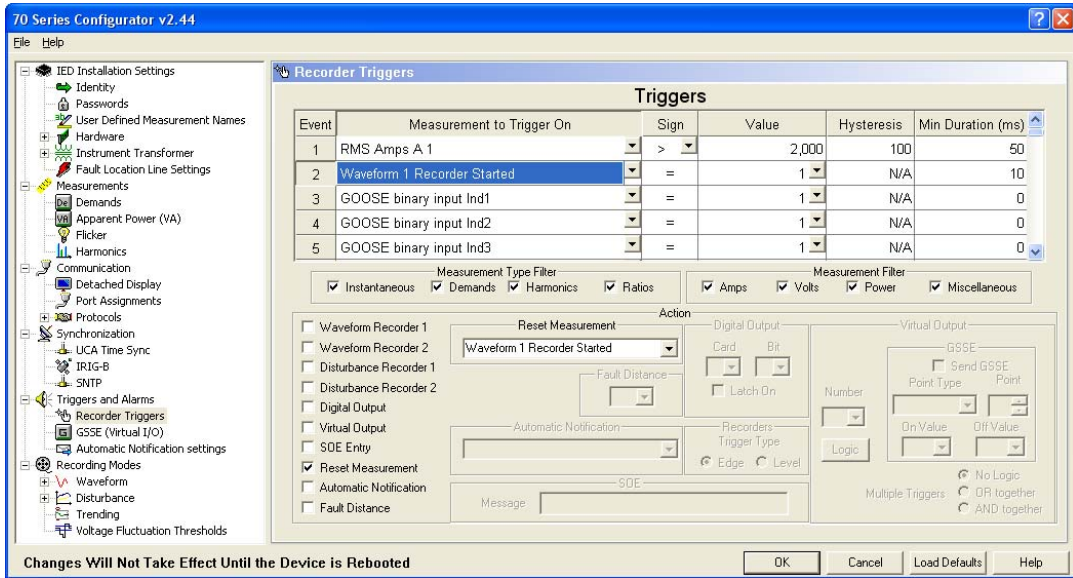 70 Series Configurator v2.44
File Help
IED Installation Settings
Identity
Passwords
User Defined Measurement Names
Hardware
Instrument Transformer
Fault Location Line Settings
Measurements
De Demands
VA Apparent Power (VA)
Flicker
Harmonics
Communication
Detached Display
Port Assignments
Protocols
Synchronization
UCA Time Sync
IRIG-B
SNTP
Triggers and Alarms
Recorder Triggers
G GSSE (Virtual I/O)
Automatic Notification settings
Recording Modes
Waveform
Disturbance
Trending
Voltage Fluctuation Thresholds
Recorder Triggers
Triggers
Event Measurement to Trigger On Sign Value Hysteresis Min Duration (ms)
1 RMS Amps A 1 > 2,000 100 50
2 Waveform 1 Recorder Started = 1 N/A 10
3 GOOSE binary input Ind1 = 1 N/A 0
4 GOOSE binary input Ind2 = 1 N/A 0
5 GOOSE binary input Ind3 = 1 N/A 0
Measurement Type Filter
Instantaneous Demands Harmonics Ratios
Measurement Filter
Amps Volts Power Miscellaneous
Action
Waveform Recorder 1
Waveform Recorder 2
Disturbance Recorder 1
Disturbance Recorder 2
Digital Output
Virtual Output
SOE Entry
Reset Measurement
Automatic Notification
Fault Distance
Reset Measurement
Waveform 1 Recorder Started
Fault Distance
Automatic Notification
SOE
Message
Digital Output
Card Bit
Latch On
Recorders
Trigger Type
Edge Level
Virtual Output
Number
Logic
GSSE
Send GSSE
Point Type Point
On Value Off Value
Multiple Triggers
No Logic
OR together
AND together
Changes Will Not Take Effect Until the Device is Rebooted
OK Cancel Load Defaults Help